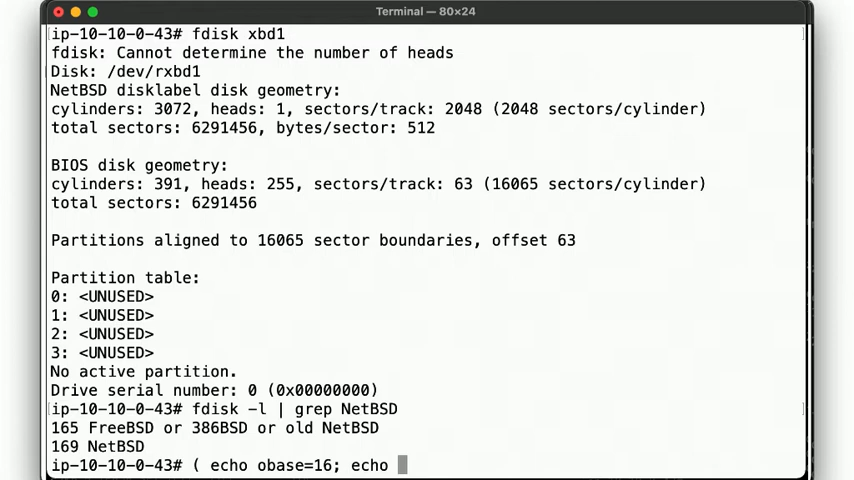 Terminal — 80×24
ip-10-10-0-43# fdisk xbd1
fdisk: Cannot determine the number of heads
Disk: /dev/rxbd1
NetBSD disklabel disk geometry:
cylinders: 3072, heads: 1, sectors/track: 2048 (2048 sectors/cylinder)
total sectors: 6291456, bytes/sector: 512
BIOS disk geometry:
cylinders: 391, heads: 255, sectors/track: 63 (16065 sectors/cylinder)
total sectors: 6291456
Partitions aligned to 16065 sector boundaries, offset 63
Partition table:
0: <UNUSED>
1: <UNUSED>
2: <UNUSED>
3: <UNUSED>
No active partition.
Drive serial number: 0 (0x00000000)
ip-10-10-0-43# fdisk -l | grep NetBSD
165 FreeBSD or 386BSD or old NetBSD
169 NetBSD
ip-10-10-0-43# ( echo obase=16; echo